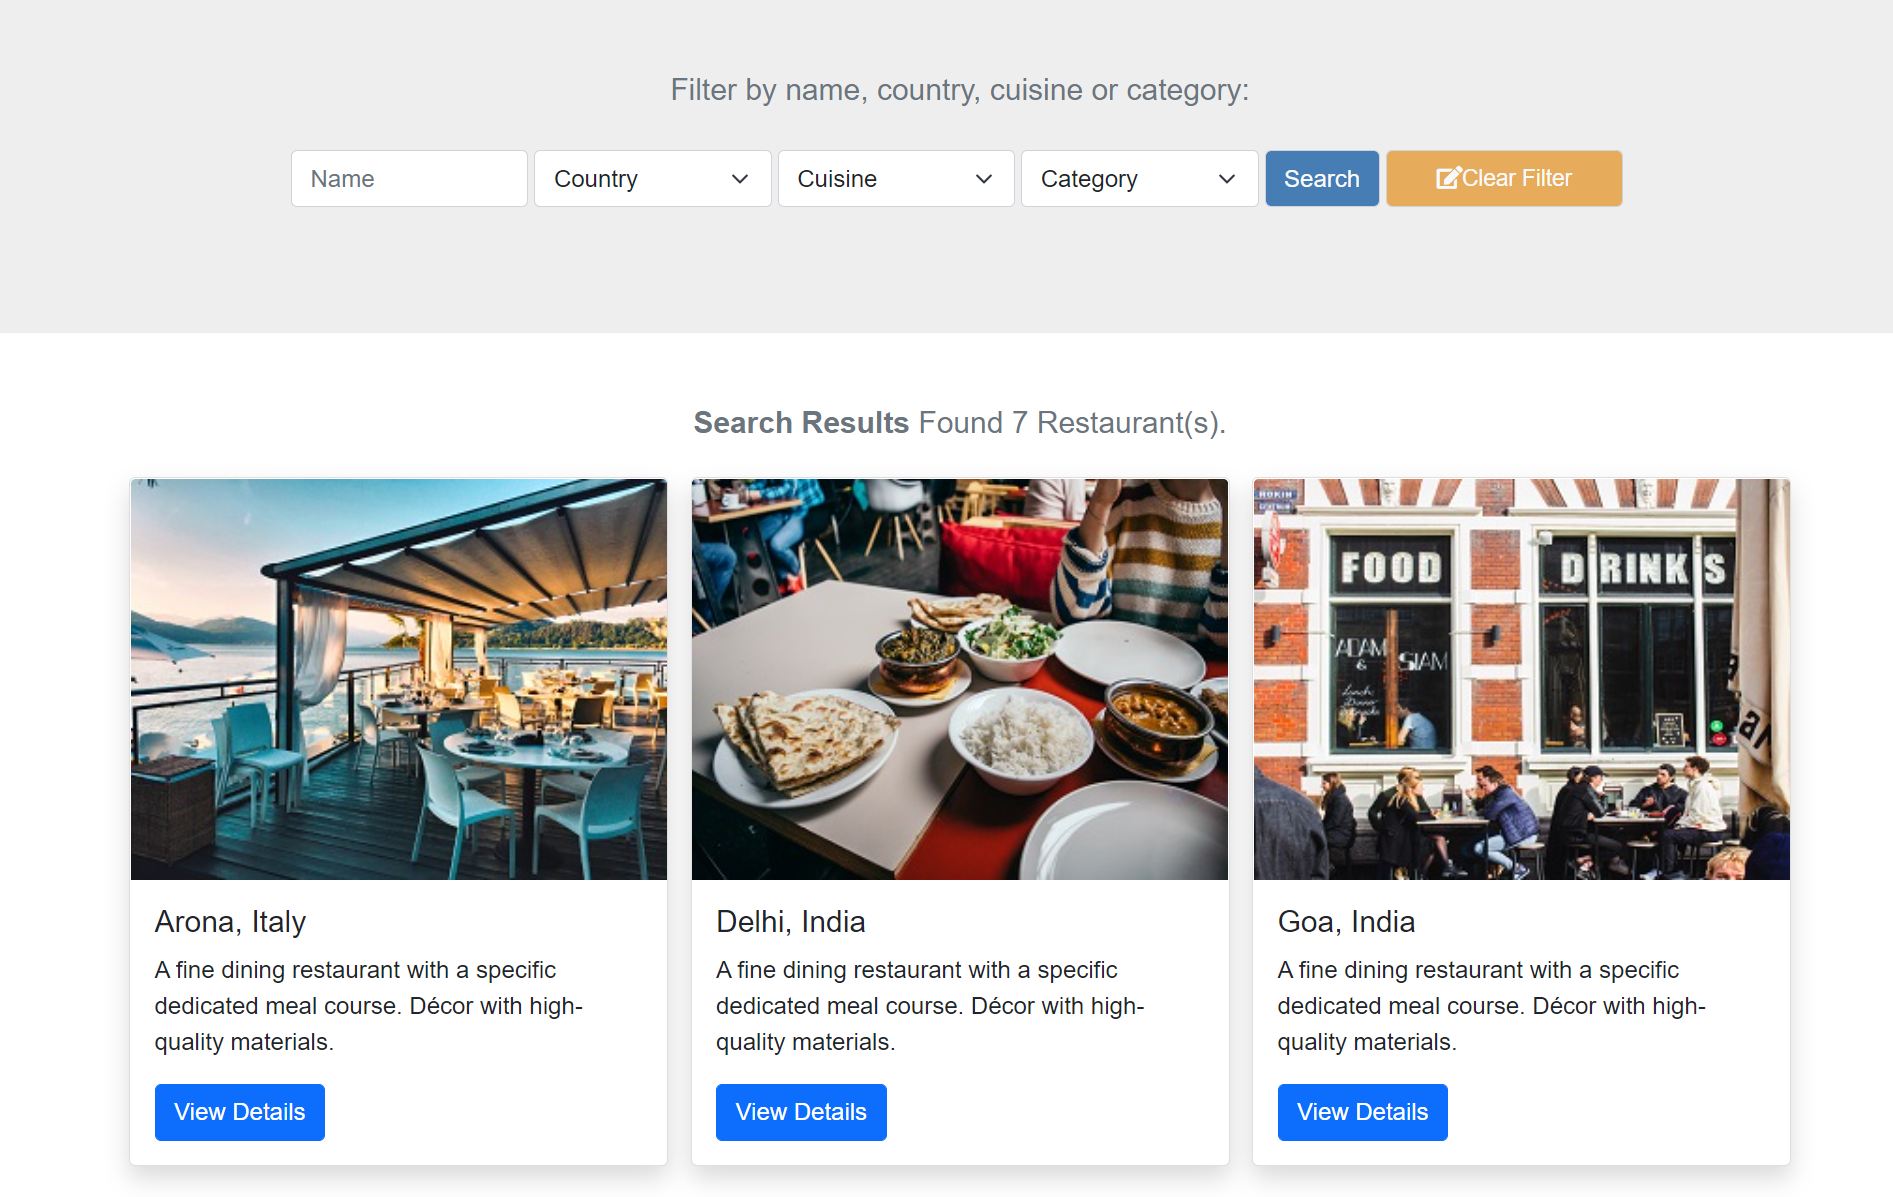 Filter by name, country, cuisine or category:
Name
Country
Cuisine
Category
Search
Clear Filter
Search Results Found 7 Restaurant(s).
ROKIN
FOOD
DRINKS
ADAM
&
SIAM
Lunch
Dinner
Arona, Italy
A fine dining restaurant with a specific
dedicated meal course. Décor with high-
quality materials.
View Details
Delhi, India
A fine dining restaurant with a specific
dedicated meal course. Décor with high-
quality materials.
View Details
Goa, India
A fine dining restaurant with a specific
dedicated meal course. Décor with high-
quality materials.
View Details